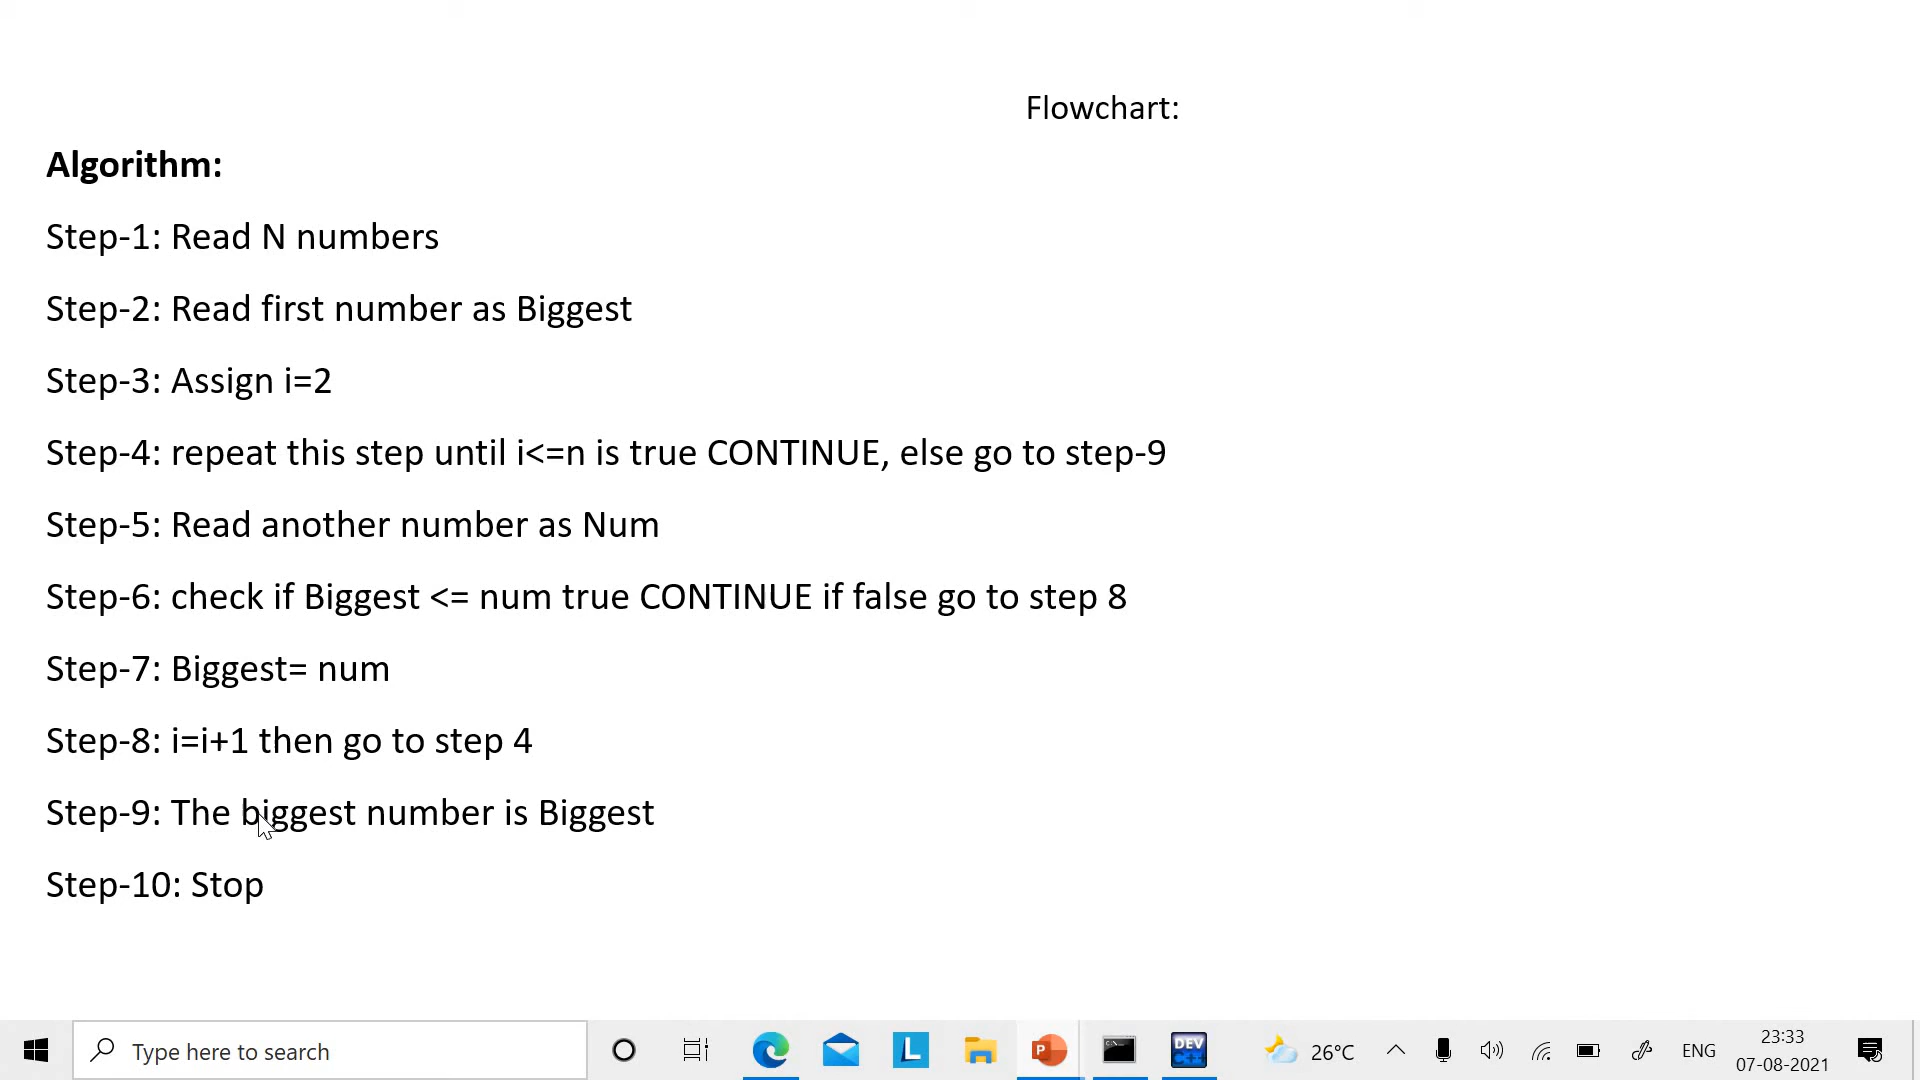 Flowchart:
Algorithm:
Step-1: Read N numbers
Step-2: Read first number as Biggest
Step-3: Assign i=2
Step-4: repeat this step until i<=n is true CONTINUE, else go to step-9
Step-5: Read another number as Num
Step-6: check if Biggest <= num true CONTINUE if false go to step 8
Step-7: Biggest= num
Step-8: i=i+1 then go to step 4
Step-9: The biggest number is Biggest
Step-10: Stop
Type here to search
L
P
C:\_
DEV
C++
26°C
ENG
23:33
07-08-2021